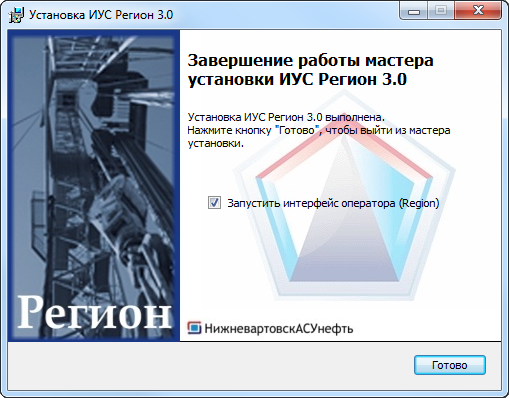 Установка ИУС Регион 3.0
Завершение работы мастера
установки ИУС Регион 3.0
Установка ИУС Регион 3.0 выполнена.
Нажмите кнопку "Готово", чтобы выйти из мастера
установки.
Запустить интерфейс оператора (Region)
Регион
НижневартовскАСУнефть
Готово